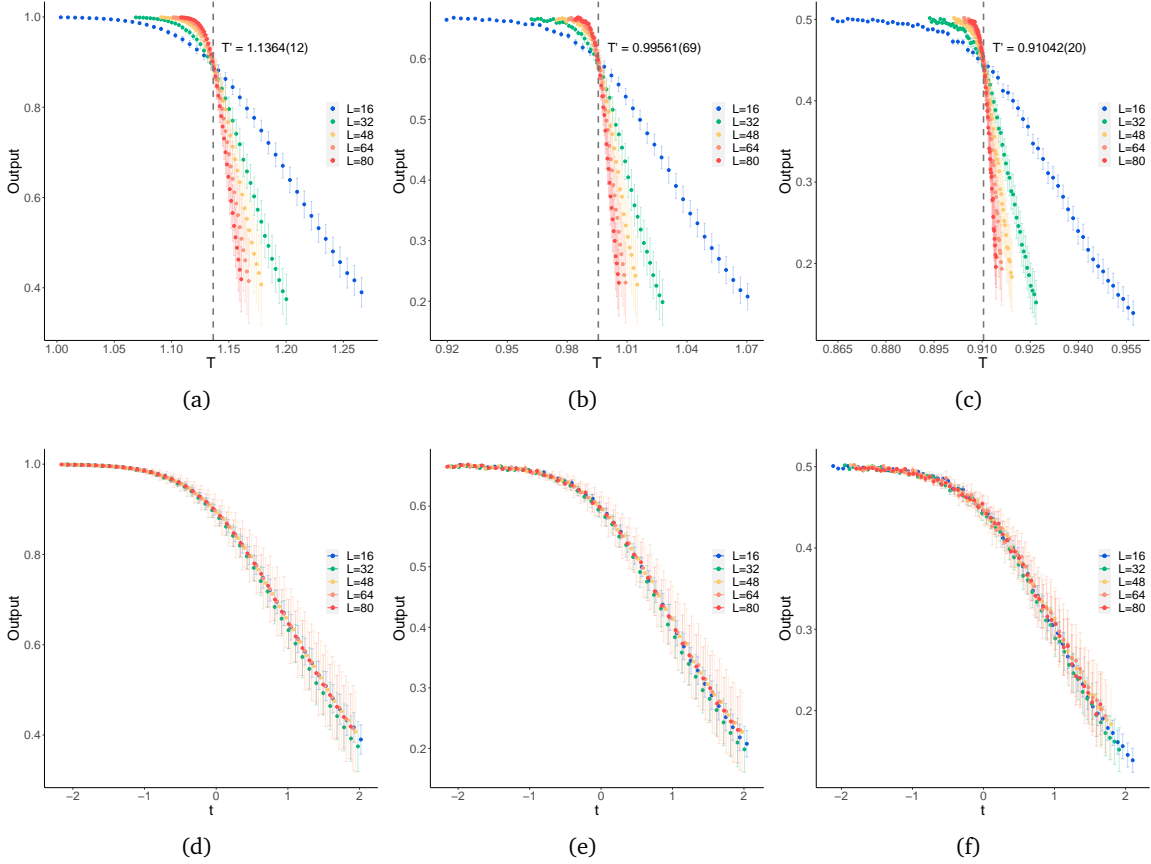 1.0
0.8
0.6
0.4
Output
T' = 1.1364(12)
L=16
L=32
L=48
L=64
L=80
1.00
1.05
1.10
1.15
1.20
1.25
T
(a)
0.6
0.5
0.4
0.3
0.2
Output
T' = 0.99561(69)
L=16
L=32
L=48
L=64
L=80
0.92
0.95
0.98
1.01
1.04
1.07
T
(b)
0.5
0.4
0.3
0.2
Output
T' = 0.91042(20)
L=16
L=32
L=48
L=64
L=80
0.865
0.880
0.895
0.910
0.925
0.940
0.955
T
(c)
1.0
0.8
0.6
0.4
Output
L=16
L=32
L=48
L=64
L=80
−2
−1
0
1
2
t
(d)
0.6
0.5
0.4
0.3
0.2
Output
L=16
L=32
L=48
L=64
L=80
−2
−1
0
1
2
t
(e)
0.5
0.4
0.3
0.2
Output
L=16
L=32
L=48
L=64
L=80
−2
−1
0
1
2
t
(f)